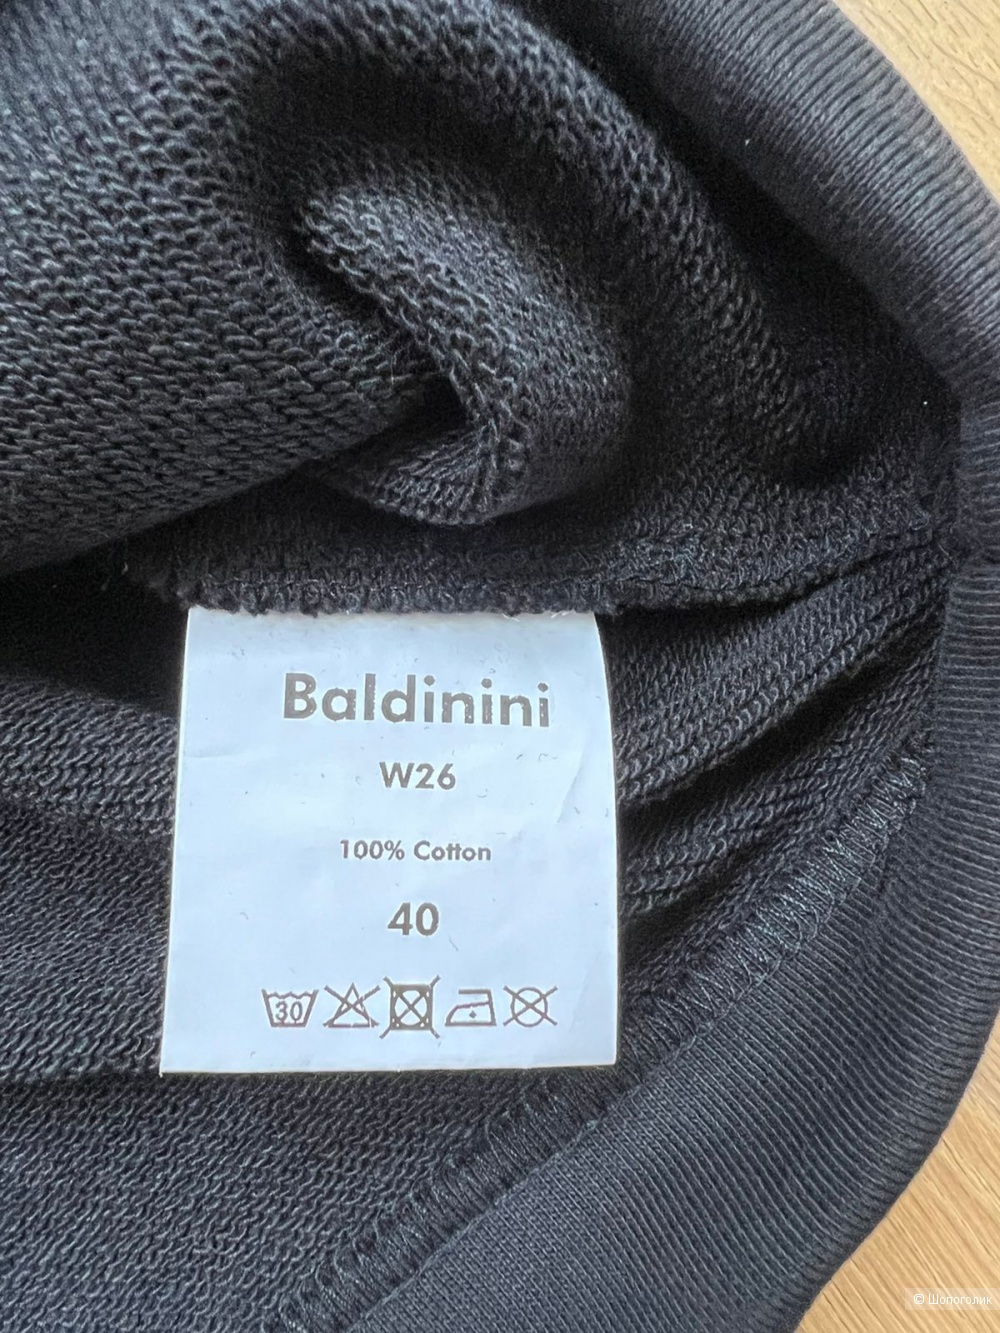 Baldinini
W26
100% Cotton
40
30
© Шопоголик